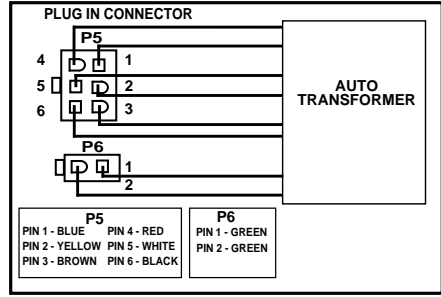 PLUG IN CONNECTOR
P5
4 1
5 2
6 3
AUTO
TRANSFORMER
P6
1
2
P5
PIN 1 - BLUE PIN 4 - RED
PIN 2 - YELLOW PIN 5 - WHITE
PIN 3 - BROWN PIN 6 - BLACK
P6
PIN 1 - GREEN
PIN 2 - GREEN